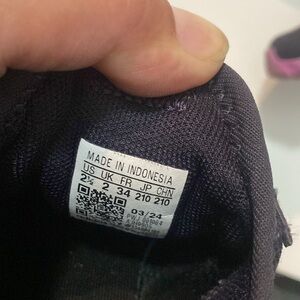 MADE IN INDONESIA
US UK FR JP CHN
2½ 2 34 210 210
03/24